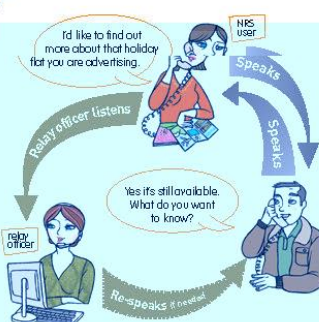 I'd like to find out
more about that holiday
flat you are advertising.
NRS
user
Speaks
Relay officer listens
Speaks
Yes it's still available.
What do you want
to know?
relay
officer
Re-speaks if needed